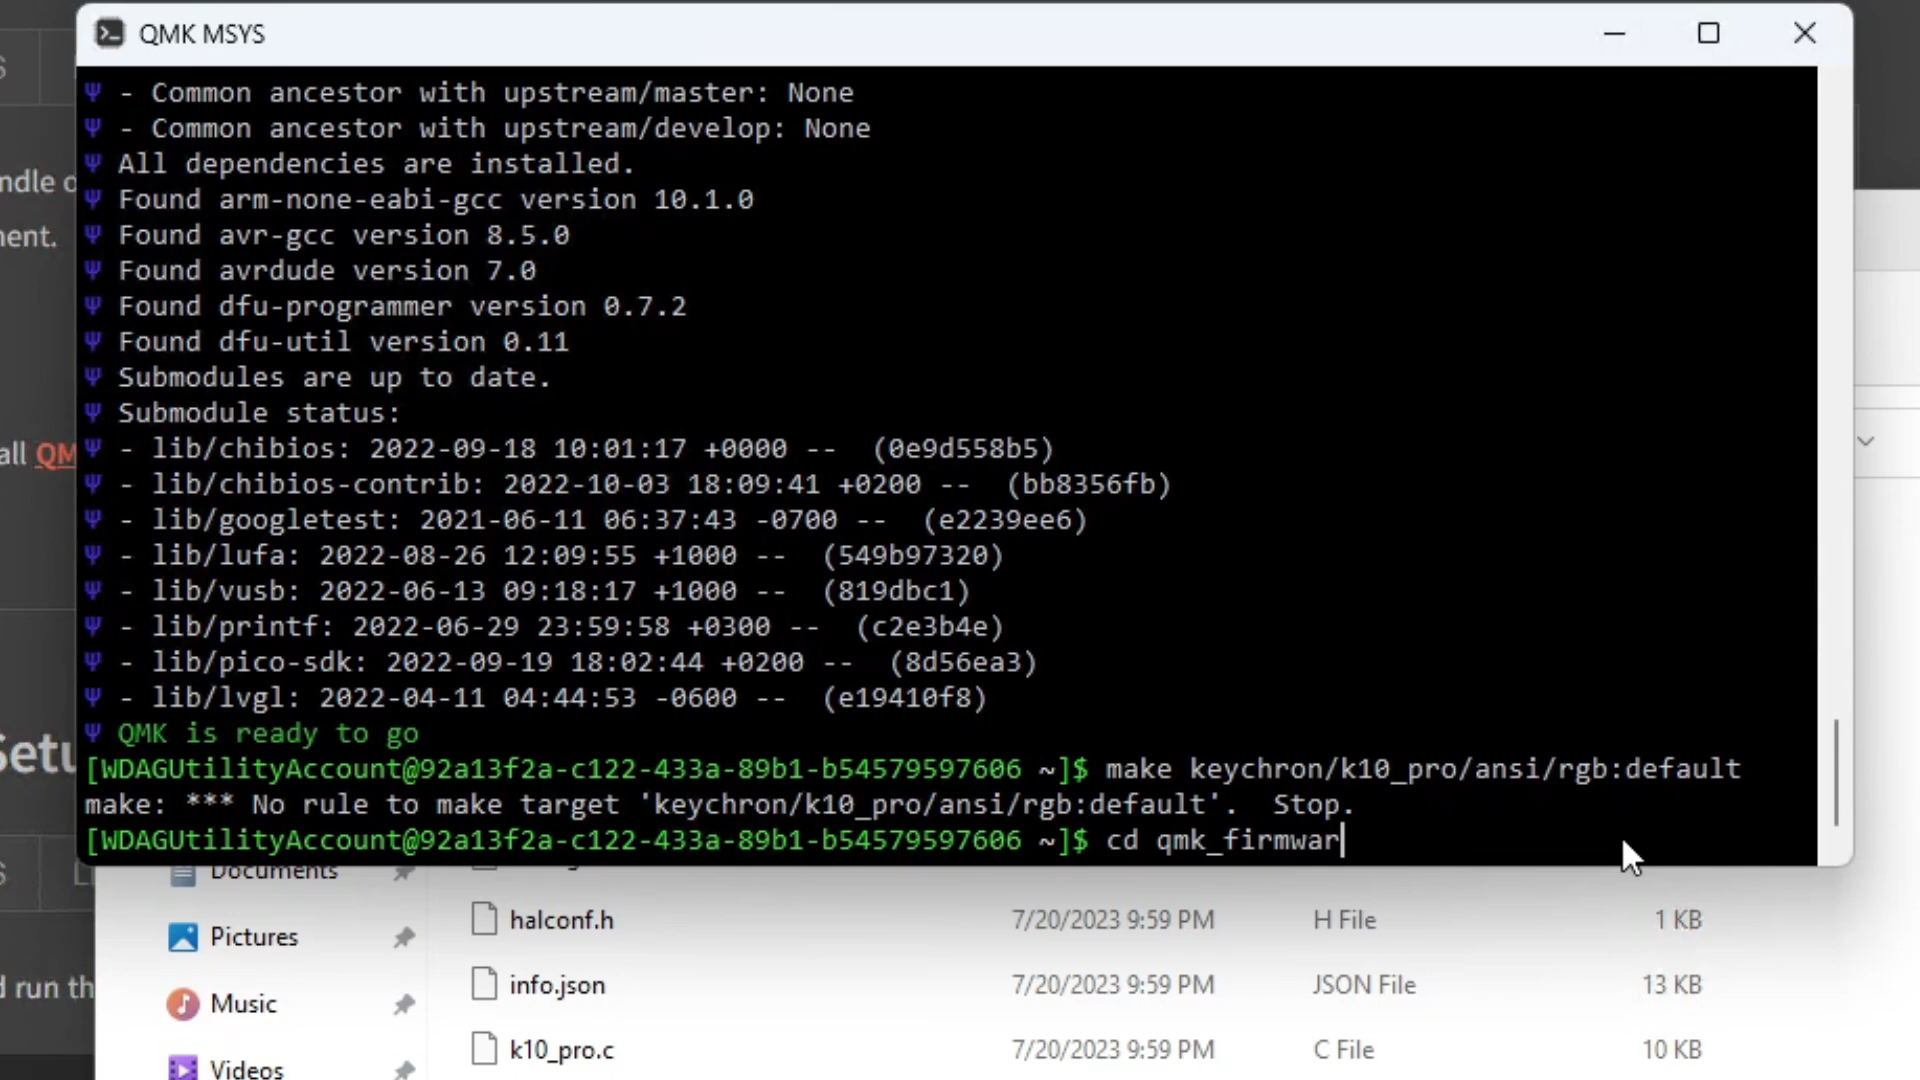 QMK MSYS
Ψ - Common ancestor with upstream/master: None
Ψ - Common ancestor with upstream/develop: None
Ψ All dependencies are installed.
Ψ Found arm-none-eabi-gcc version 10.1.0
Ψ Found avr-gcc version 8.5.0
Ψ Found avrdude version 7.0
Ψ Found dfu-programmer version 0.7.2
Ψ Found dfu-util version 0.11
Ψ Submodules are up to date.
Ψ Submodule status:
Ψ - lib/chibios: 2022-09-18 10:01:17 +0000 -- (0e9d558b5)
Ψ - lib/chibios-contrib: 2022-10-03 18:09:41 +0200 -- (bb8356fb)
Ψ - lib/googletest: 2021-06-11 06:37:43 -0700 -- (e2239ee6)
Ψ - lib/lufa: 2022-08-26 12:09:55 +1000 -- (549b97320)
Ψ - lib/vusb: 2022-06-13 09:18:17 +1000 -- (819dbc1)
Ψ - lib/printf: 2022-06-29 23:59:58 +0300 -- (c2e3b4e)
Ψ - lib/pico-sdk: 2022-09-19 18:02:44 +0200 -- (8d56ea3)
Ψ - lib/lvgl: 2022-04-11 04:44:53 -0600 -- (e19410f8)
Ψ QMK is ready to go
[WDAGUtilityAccount@92a13f2a-c122-433a-89b1-b54579597606 ~]$ make keychron/k10_pro/ansi/rgb:default
make: *** No rule to make target 'keychron/k10_pro/ansi/rgb:default'. Stop.
[WDAGUtilityAccount@92a13f2a-c122-433a-89b1-b54579597606 ~]$ cd qmk_firmwar
ndle
ment.
all QM
Setu
d run th
Documents
Pictures
Music
Videos
halconf.h 7/20/2023 9:59 PM H File 1 KB
info.json 7/20/2023 9:59 PM JSON File 13 KB
k10_pro.c 7/20/2023 9:59 PM C File 10 KB